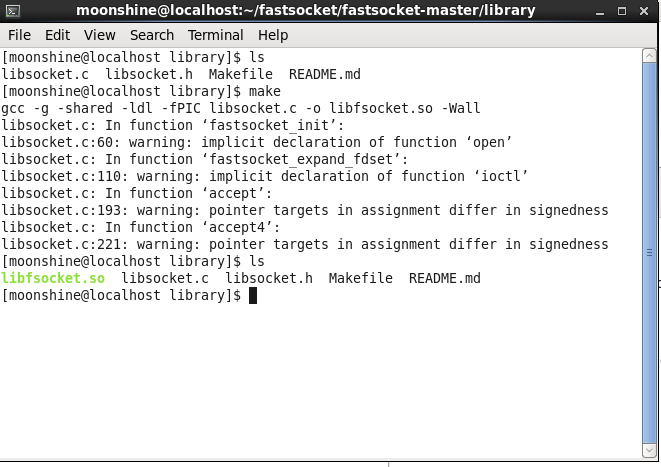 moonshine@localhost:~/fastsocket/fastsocket-master/library
File Edit View Search Terminal Help
[moonshine@localhost library]$ ls
libsocket.c  libsocket.h  Makefile  README.md
[moonshine@localhost library]$ make
gcc -g -shared -ldl -fPIC libsocket.c -o libfsocket.so -Wall
libsocket.c: In function ‘fastsocket_init’:
libsocket.c:60: warning: implicit declaration of function ‘open’
libsocket.c: In function ‘fastsocket_expand_fdset’:
libsocket.c:110: warning: implicit declaration of function ‘ioctl’
libsocket.c: In function ‘accept’:
libsocket.c:193: warning: pointer targets in assignment differ in signedness
libsocket.c: In function ‘accept4’:
libsocket.c:221: warning: pointer targets in assignment differ in signedness
[moonshine@localhost library]$ ls
libfsocket.so  libsocket.c  libsocket.h  Makefile  README.md
[moonshine@localhost library]$